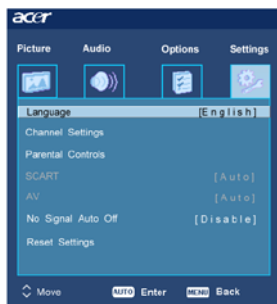 acer
Picture Audio Options Settings
Language [English]
Channel Settings
Parental Controls
SCART [Auto]
AV [Auto]
No Signal Auto Off [Disable]
Reset Settings
Move AUTO Enter MENU Back